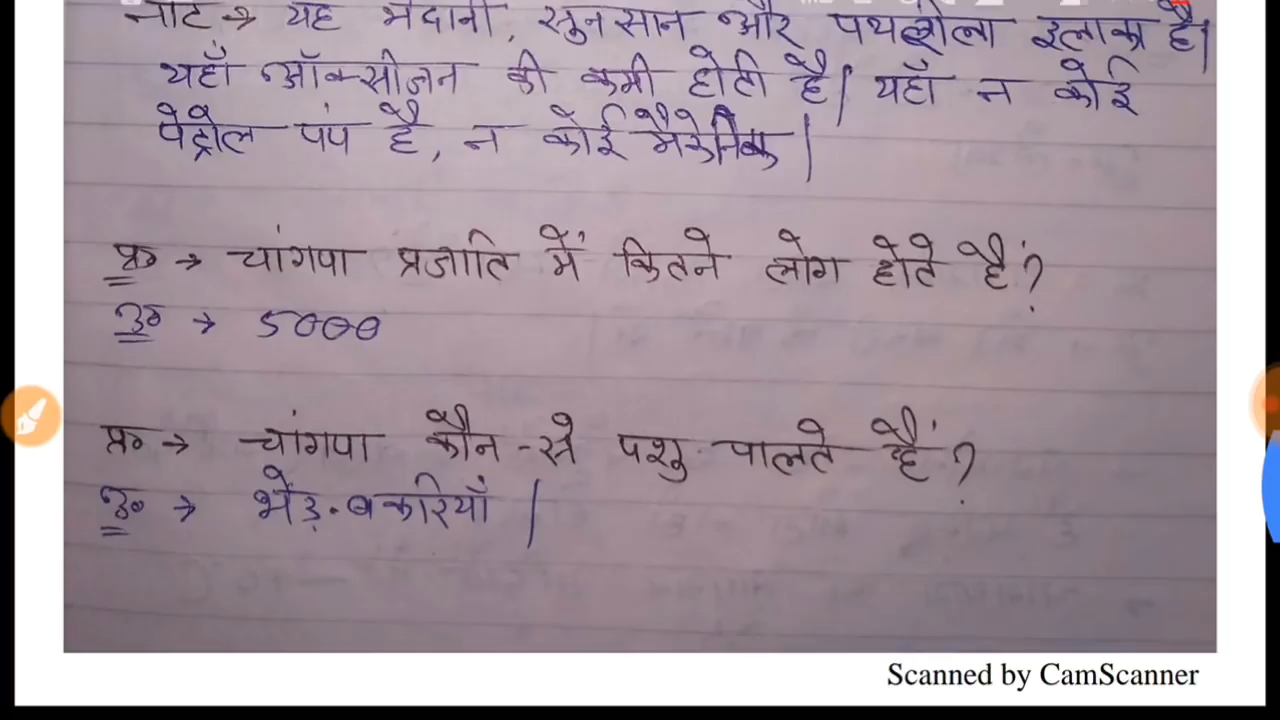 नोट → यह मैदानी, सुनसान और पथरीला इलाका है।
यहाँ ऑक्सीजन की कमी होती है। यहाँ न कोई
पेट्रोल पंप है, न कोई मैकेनिक।
प्र० → चांगपा प्रजाति में कितने लोग होते हैं?
उ० → 5000
प्र० → चांगपा कौन-से पशु पालते हैं?
उ० → भेड़-बकरियाँ।
Scanned by CamScanner